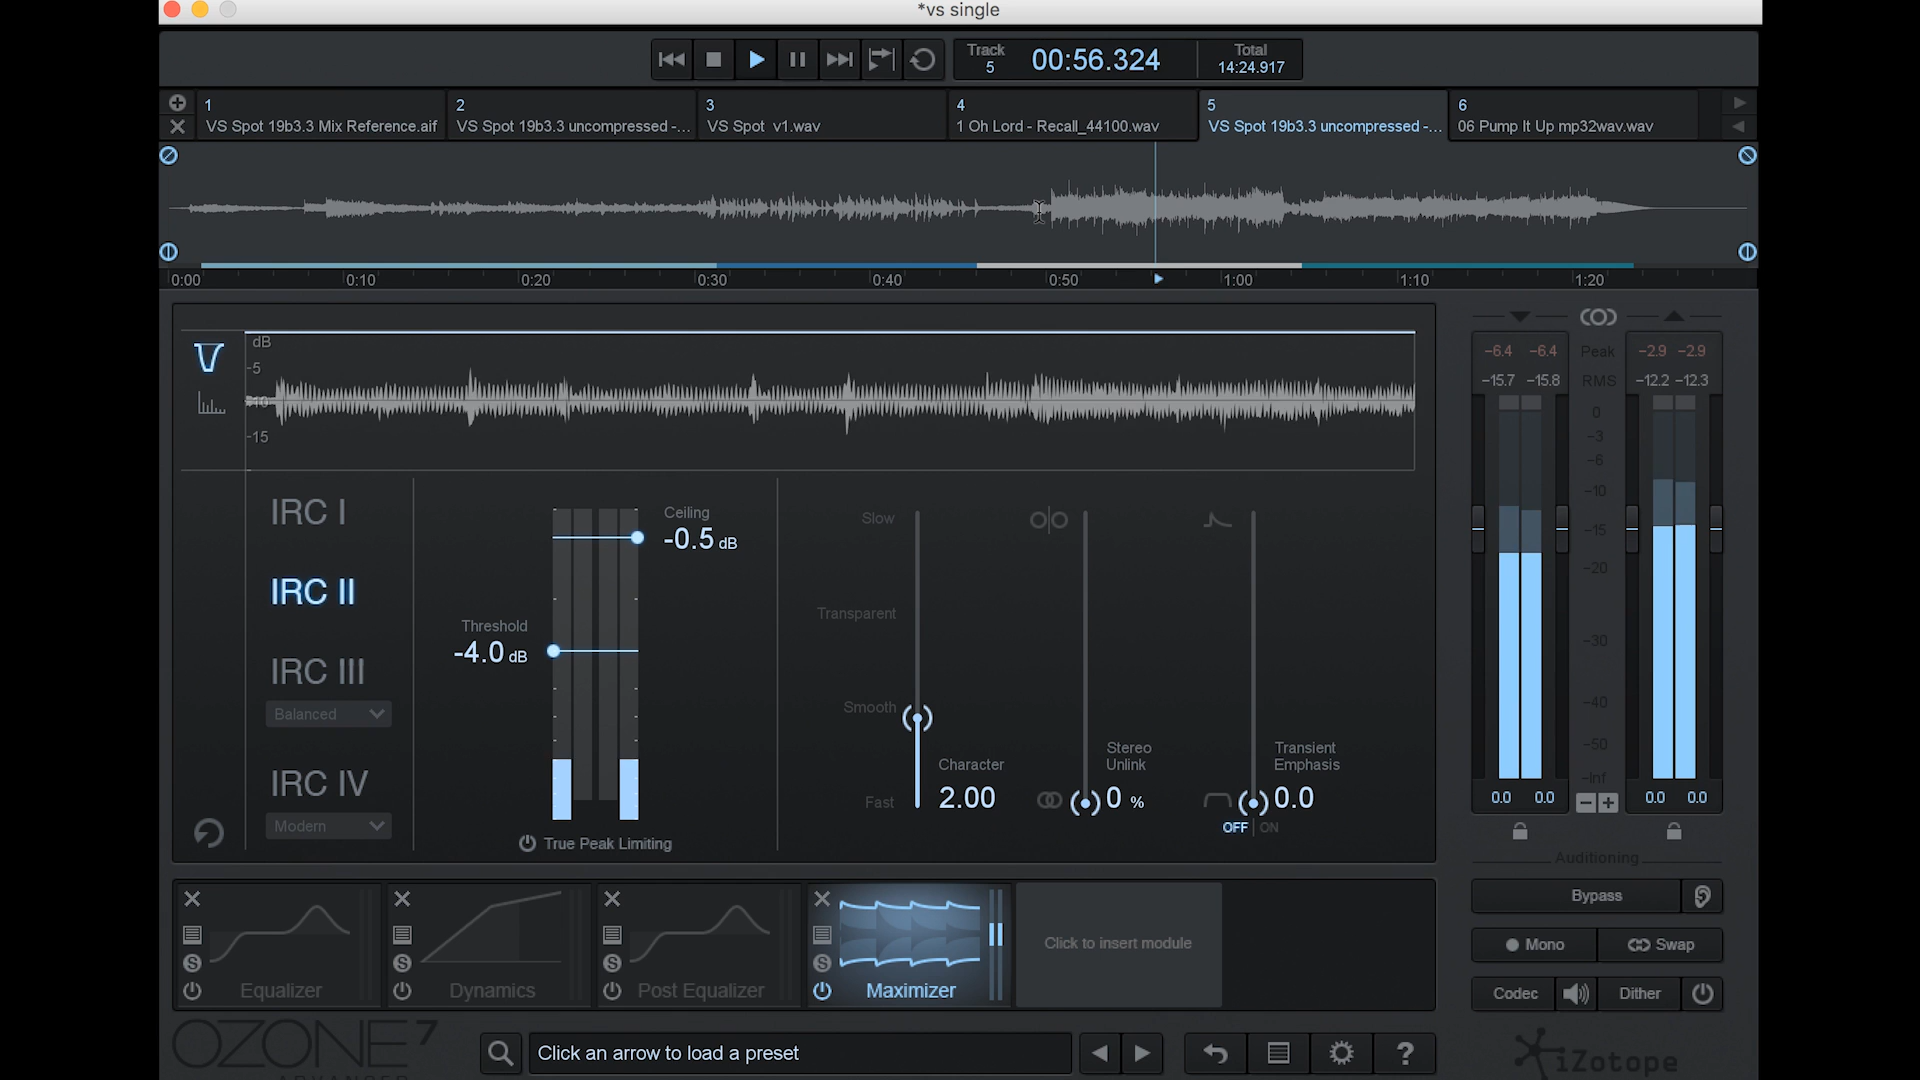 *vs single
Track
5
00:56.324
Total
14:24.917
1
VS Spot 19b3.3 Mix Reference.aif
2
VS Spot 19b3.3 uncompressed -...
3
VS Spot v1.wav
4
1 Oh Lord - Recall_44100.wav
5
VS Spot 19b3.3 uncompressed -...
6
06 Pump It Up mp32wav.wav
0:00 0:10 0:20 0:30 0:40 0:50 1:00 1:10 1:20
dB
-5
-10
-15
IRC I
IRC II
IRC III
Balanced
IRC IV
Modern
Ceiling
-0.5 dB
Threshold
-4.0 dB
True Peak Limiting
Slow
Transparent
Smooth
Fast
Character
2.00
Stereo
Unlink
0 %
Transient
Emphasis
0.0
OFF ON
-6.4 -6.4 Peak -2.9 -2.9
-15.7 -15.8 RMS -12.2 -12.3
0
-3
-6
-10
-15
-20
-30
-40
-50
-Inf
0.0 0.0 0.0 0.0
Auditioning
Bypass
Mono Swap
Codec Dither
S Equalizer
S Dynamics
S Post Equalizer
S Maximizer
Click to insert module
OZONE 7
ADVANCED
Click an arrow to load a preset
?
iZotope